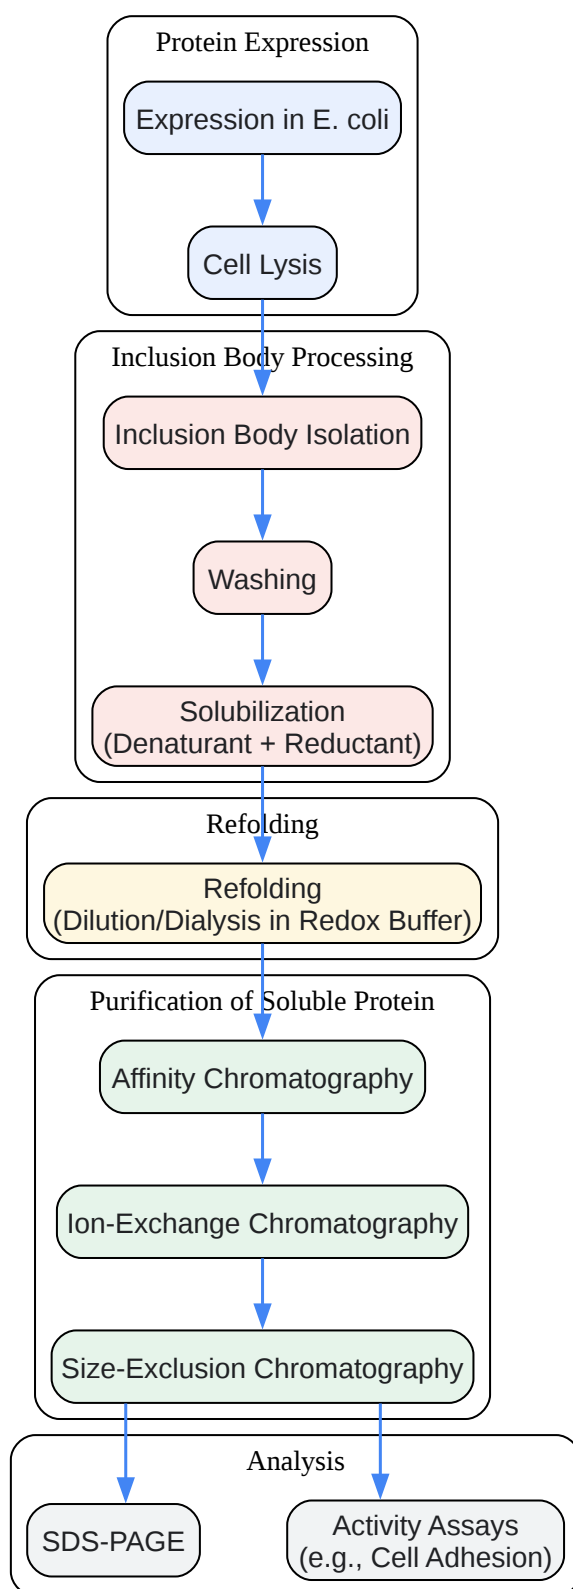 Protein Expression
Expression in E. coli
Cell Lysis
Inclusion Body Processing
Inclusion Body Isolation
Washing
Solubilization
(Denaturant + Reductant)
Refolding
Refolding
(Dilution/Dialysis in Redox Buffer)
Purification of Soluble Protein
Affinity Chromatography
Ion-Exchange Chromatography
Size-Exclusion Chromatography
Analysis
SDS-PAGE
Activity Assays
(e.g., Cell Adhesion)